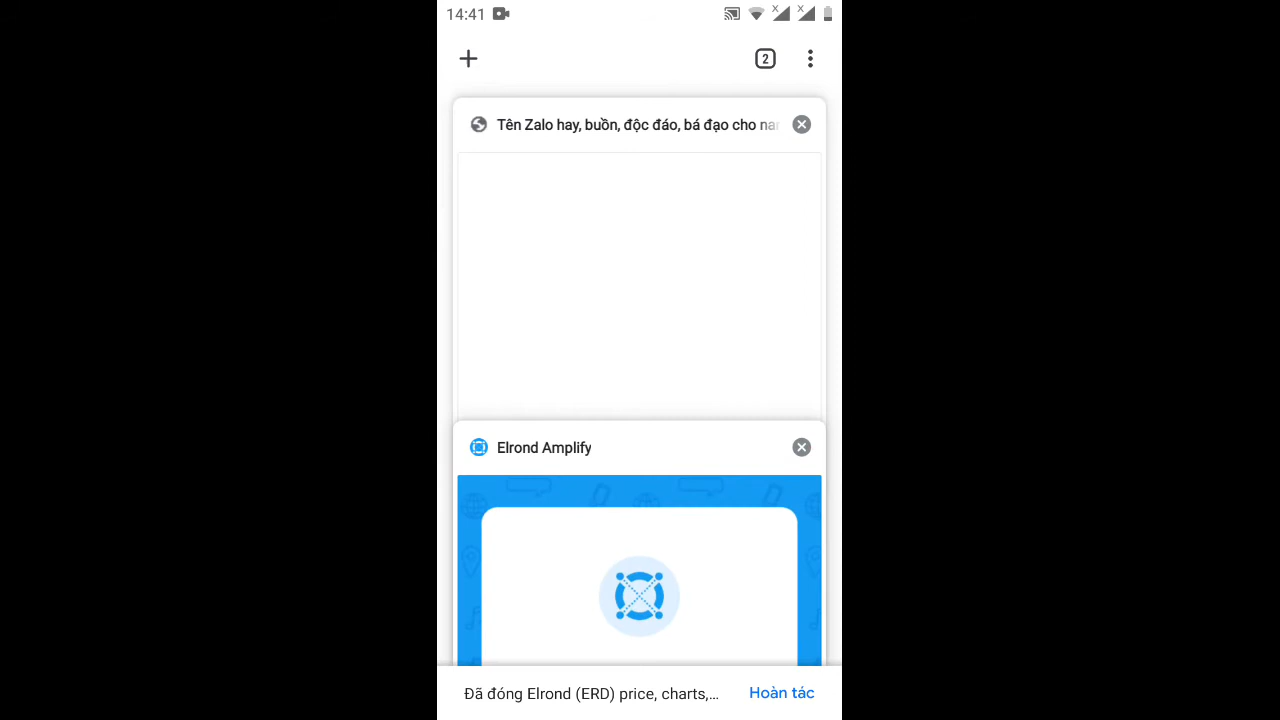 14:41
2
Tên Zalo hay, buồn, độc đáo, bá đạo cho
Elrond Amplify
Đã đóng Elrond (ERD) price, charts,...
Hoàn tác